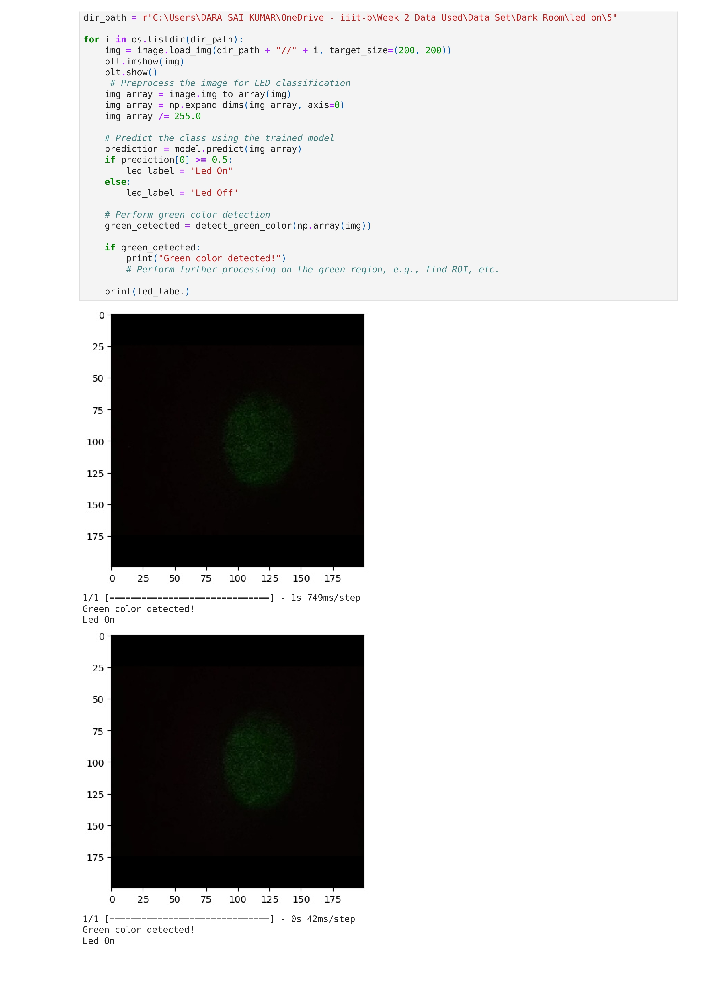 dir_path = r"C:\Users\DARA SAI KUMAR\OneDrive - iiit-b\Week 2 Data Used\Data Set\Dark Room\led on\5"

for i in os.listdir(dir_path):
    img = image.load_img(dir_path + "//" + i, target_size=(200, 200))
    plt.imshow(img)
    plt.show()
     # Preprocess the image for LED classification
    img_array = image.img_to_array(img)
    img_array = np.expand_dims(img_array, axis=0)
    img_array /= 255.0

    # Predict the class using the trained model
    prediction = model.predict(img_array)
    if prediction[0] >= 0.5:
        led_label = "Led On"
    else:
        led_label = "Led Off"

    # Perform green color detection
    green_detected = detect_green_color(np.array(img))

    if green_detected:
        print("Green color detected!")
        # Perform further processing on the green region, e.g., find ROI, etc.

    print(led_label)
0
25
50
75
100
125
150
175
0 25 50 75 100 125 150 175
1/1 [==============================] - 1s 749ms/step
Green color detected!
Led On
0
25
50
75
100
125
150
175
0 25 50 75 100 125 150 175
1/1 [==============================] - 0s 42ms/step
Green color detected!
Led On